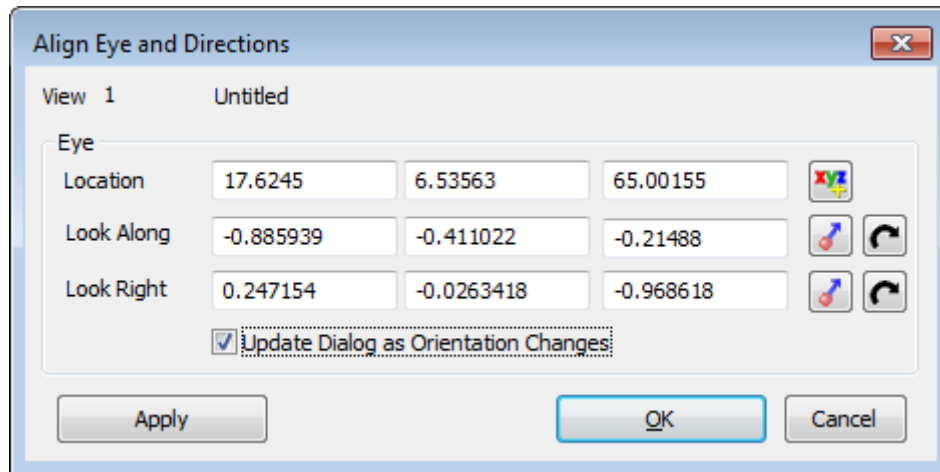 Align Eye and Directions
View 1 Untitled
Eye
Location 17.6245 6.53563 65.00155 xyz
Look Along -0.885939 -0.411022 -0.21488
Look Right 0.247154 -0.0263418 -0.968618
Update Dialog as Orientation Changes
Apply OK Cancel